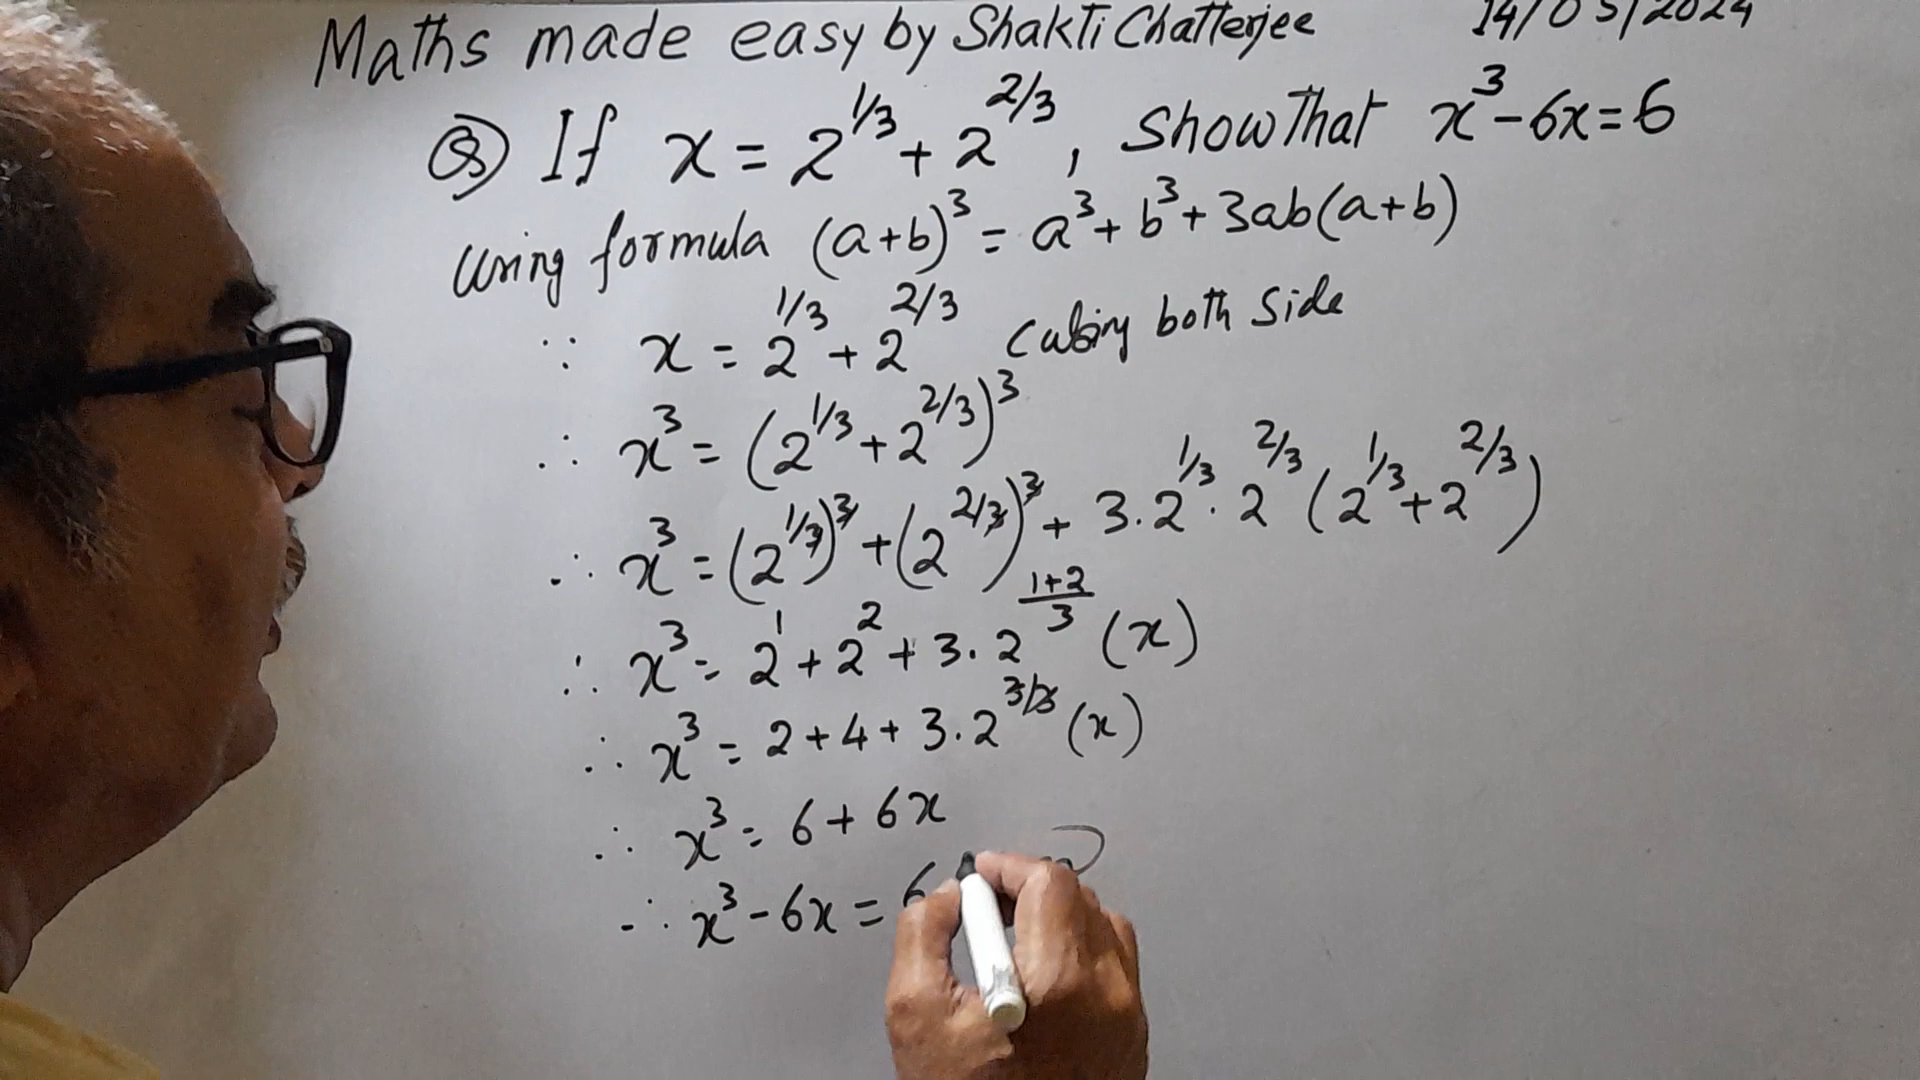 Maths made easy by Shakti Chatterjee 14/05/2024
Q) If x = 2^(1/3) + 2^(2/3), Show That x³ - 6x = 6
Using formula (a+b)³ = a³ + b³ + 3ab(a+b)
∵ x = 2^(1/3) + 2^(2/3) Cubing both Side
∴ x³ = (2^(1/3) + 2^(2/3))³
∴ x³ = (2^(1/3))³ + (2^(2/3))³ + 3·2^(1/3)·2^(2/3) (2^(1/3) + 2^(2/3))
∴ x³ = 2¹ + 2² + 3·2^((1+2)/3) (x)
∴ x³ = 2 + 4 + 3·2^(3/3) (x)
∴ x³ = 6 + 6x
∴ x³ - 6x = 6